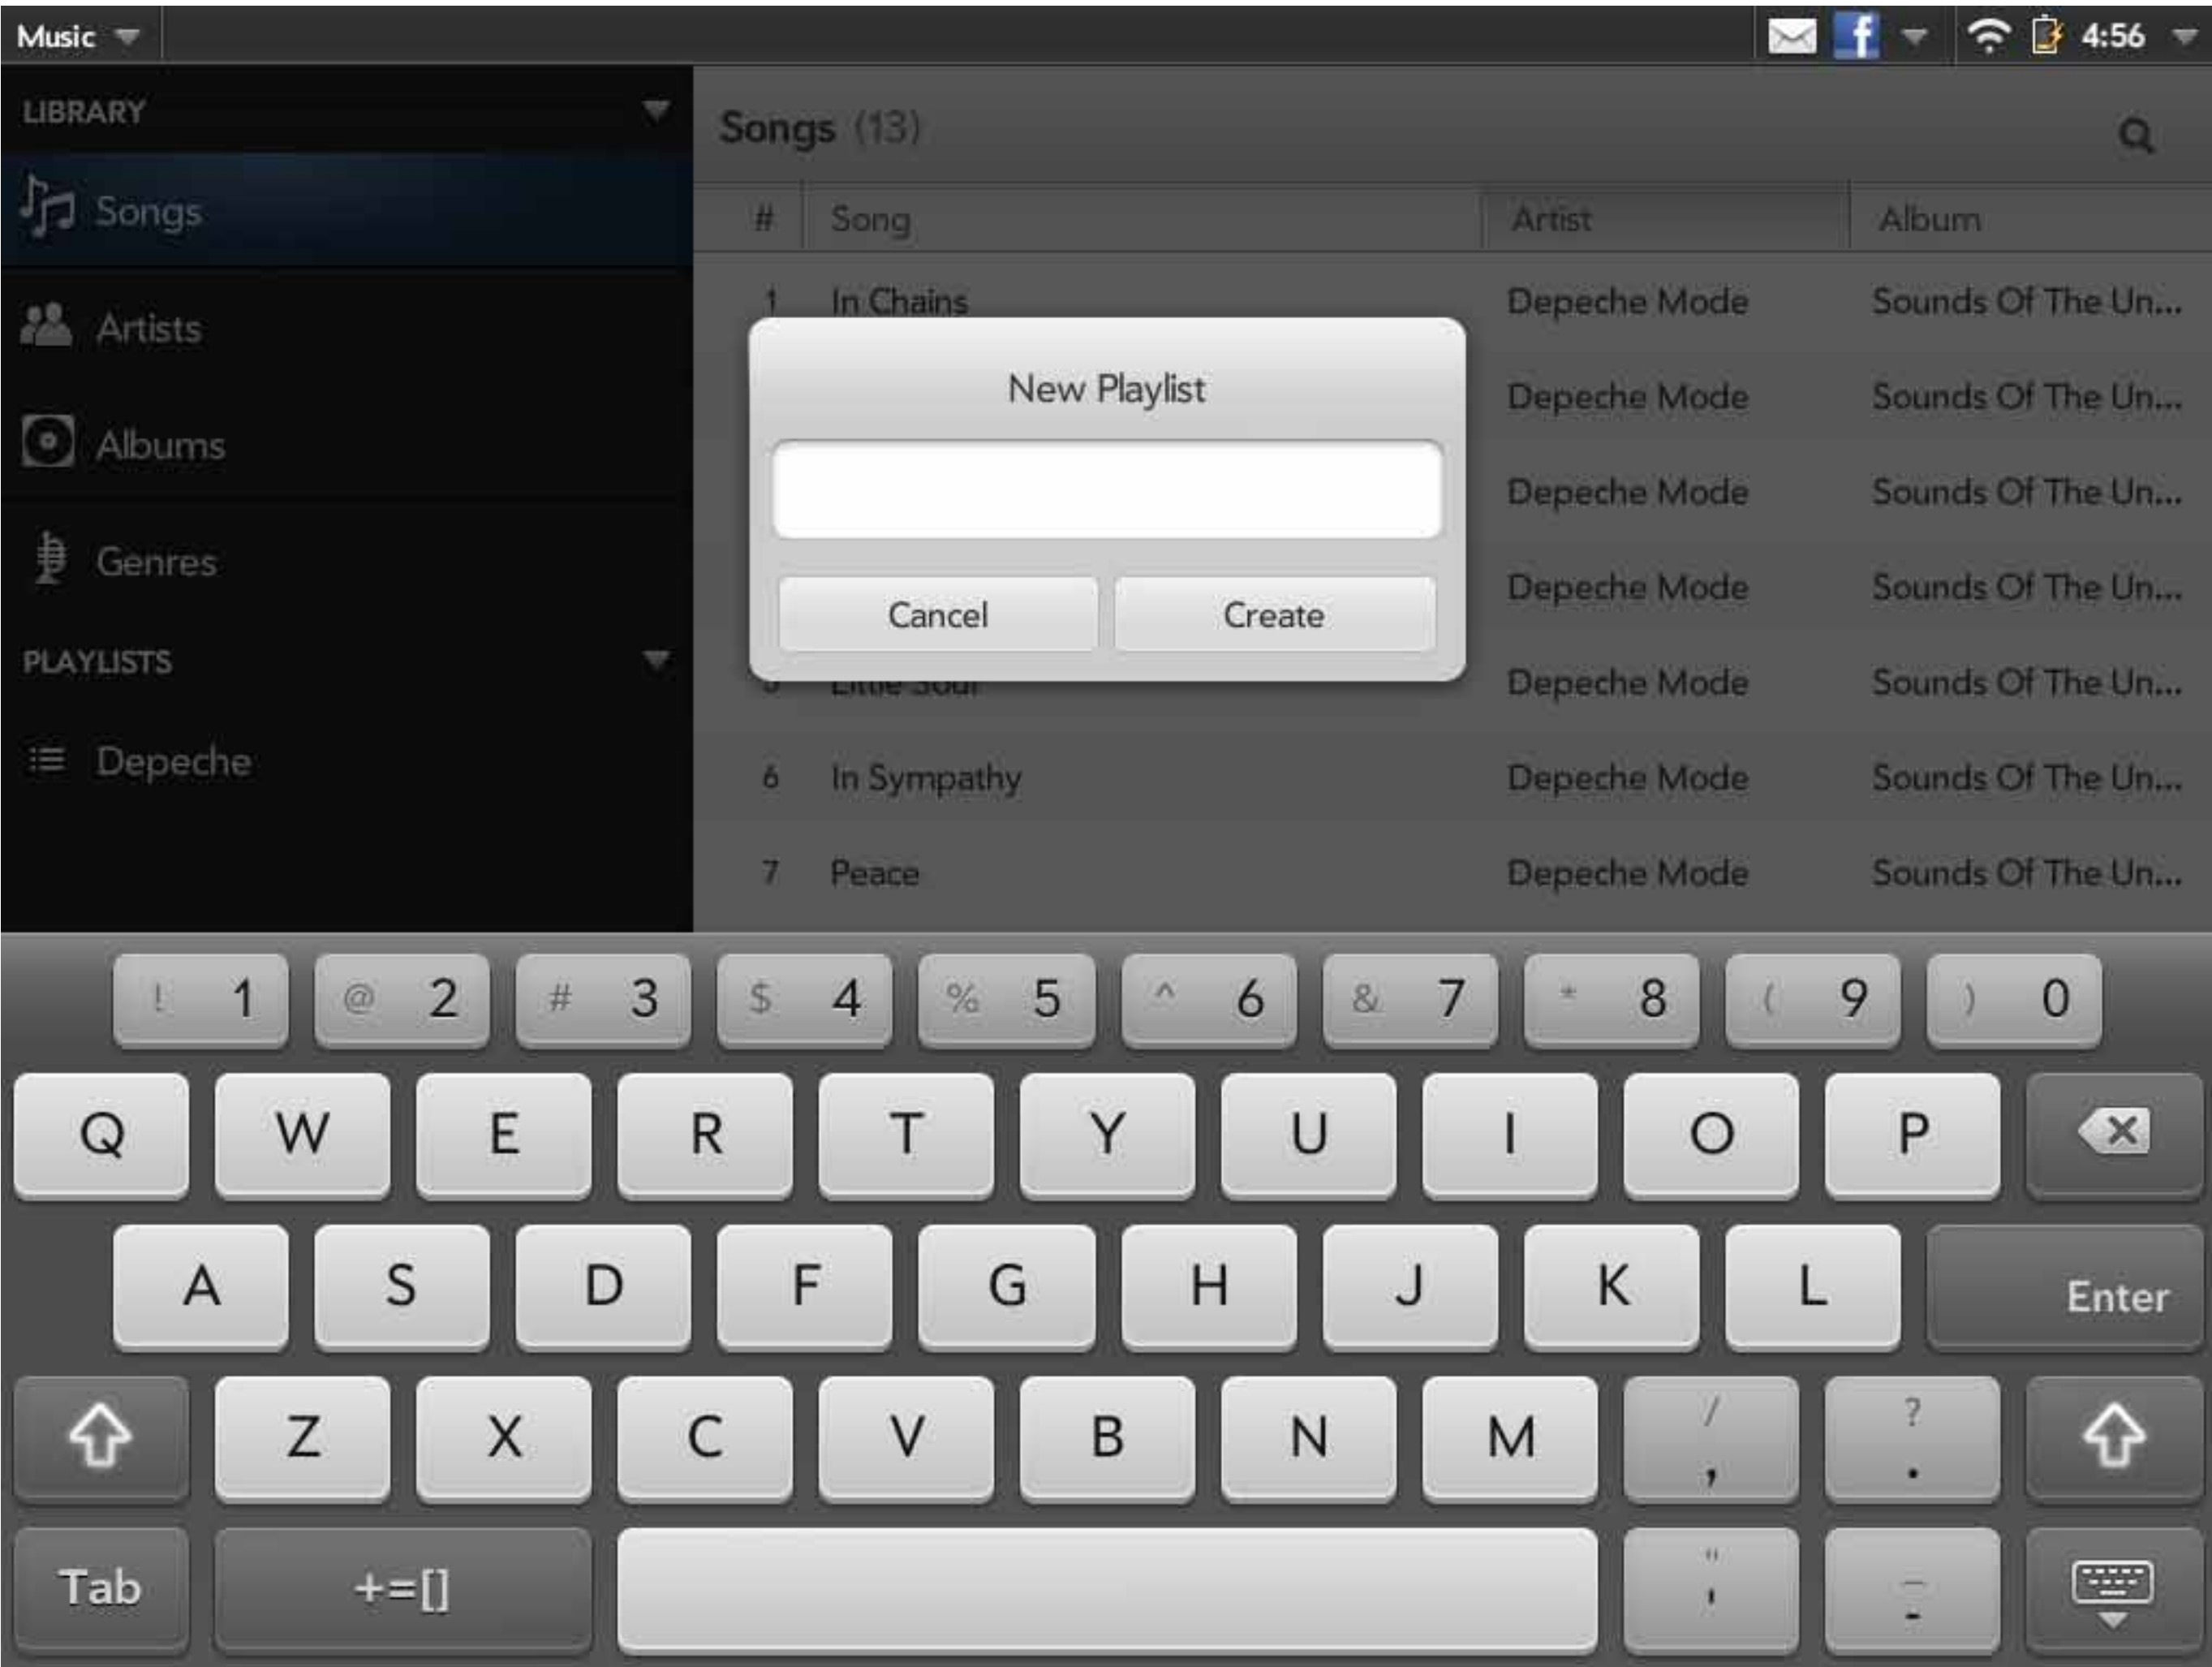 Music 4:56
LIBRARY
Songs
Artists
Albums
Genres
PLAYLISTS
Depeche
Songs (13)
# Song Artist Album
1 In Chains Depeche Mode Sounds Of The Un...
Depeche Mode Sounds Of The Un...
Depeche Mode Sounds Of The Un...
Depeche Mode Sounds Of The Un...
5 Little Soul Depeche Mode Sounds Of The Un...
6 In Sympathy Depeche Mode Sounds Of The Un...
7 Peace Depeche Mode Sounds Of The Un...
New Playlist
Cancel Create
! 1 @ 2 # 3 $ 4 % 5 ^ 6 & 7 * 8 ( 9 ) 0
Q W E R T Y U I O P
A S D F G H J K L Enter
Z X C V B N M / , ? .
Tab +=[] " ' _ -